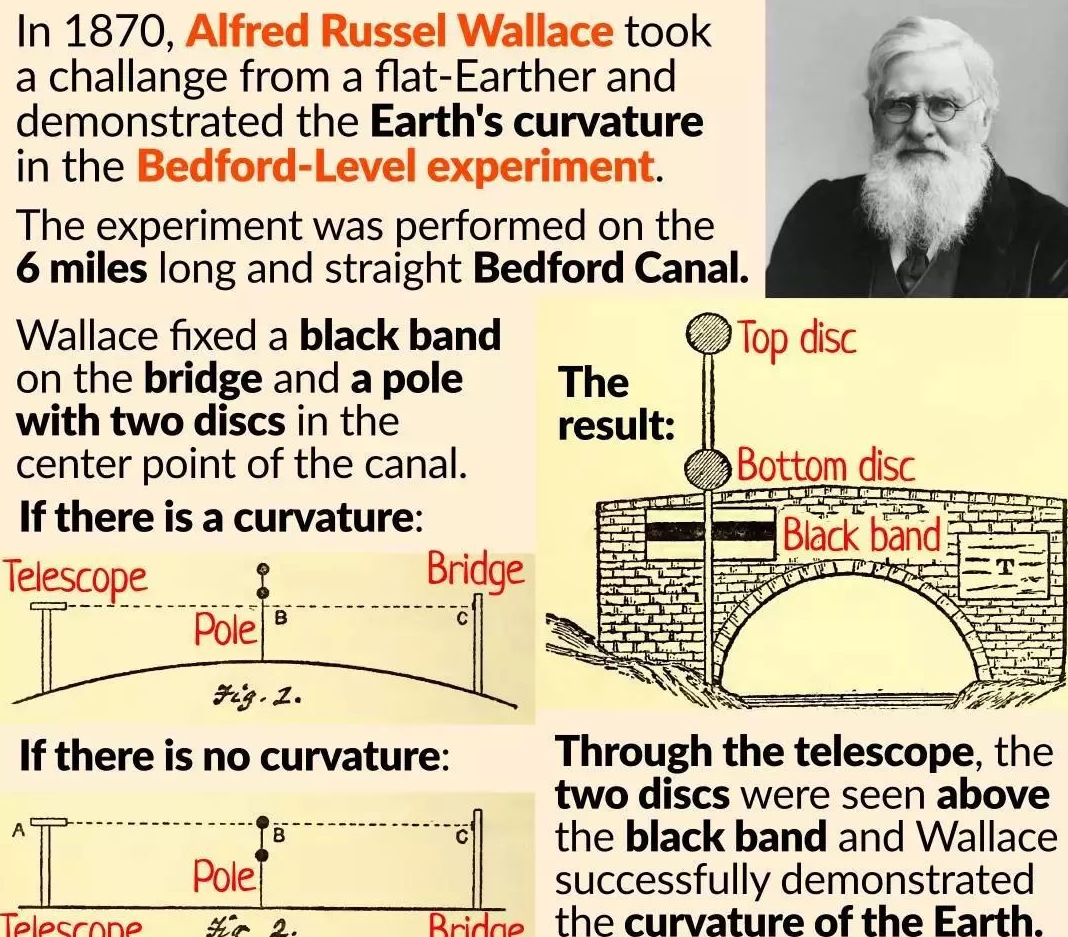 In 1870, Alfred Russel Wallace took
a challange from a flat-Earther and
demonstrated the Earth's curvature
in the Bedford-Level experiment.
The experiment was performed on the
6 miles long and straight Bedford Canal.
Wallace fixed a black band
on the bridge and a pole
with two discs in the
center point of the canal.
If there is a curvature:
Telescope
Bridge
B
C
Pole
Fig. 1.
If there is no curvature:
A
B
C
Pole
Telescope
Fig 2.
Bridge
Top disc
The
result:
Bottom disc
Black band
T
Through the telescope, the
two discs were seen above
the black band and Wallace
successfully demonstrated
the curvature of the Earth.